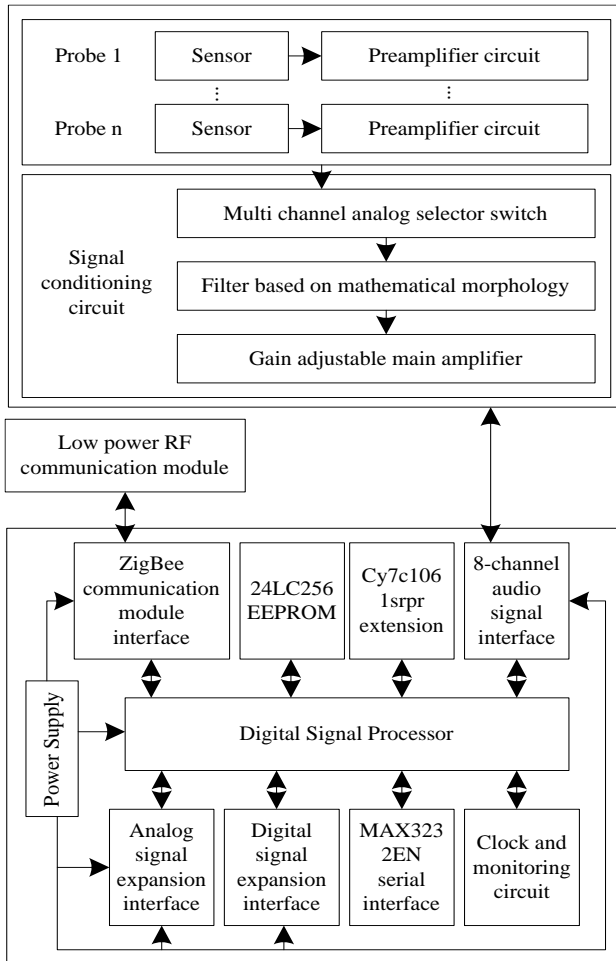 Probe 1
Sensor
Preamplifier circuit
Probe n
Sensor
Preamplifier circuit
Signal
conditioning
circuit
Multi channel analog selector switch
Filter based on mathematical morphology
Gain adjustable main amplifier
Low power RF
communication module
ZigBee
communication
module
interface
24LC256
EEPROM
Cy7c106
1srpr
extension
8-channel
audio
signal
interface
Power Supply
Digital Signal Processor
Analog
signal
expansion
interface
Digital
signal
expansion
interface
MAX323
2EN
serial
interface
Clock and
monitoring
circuit